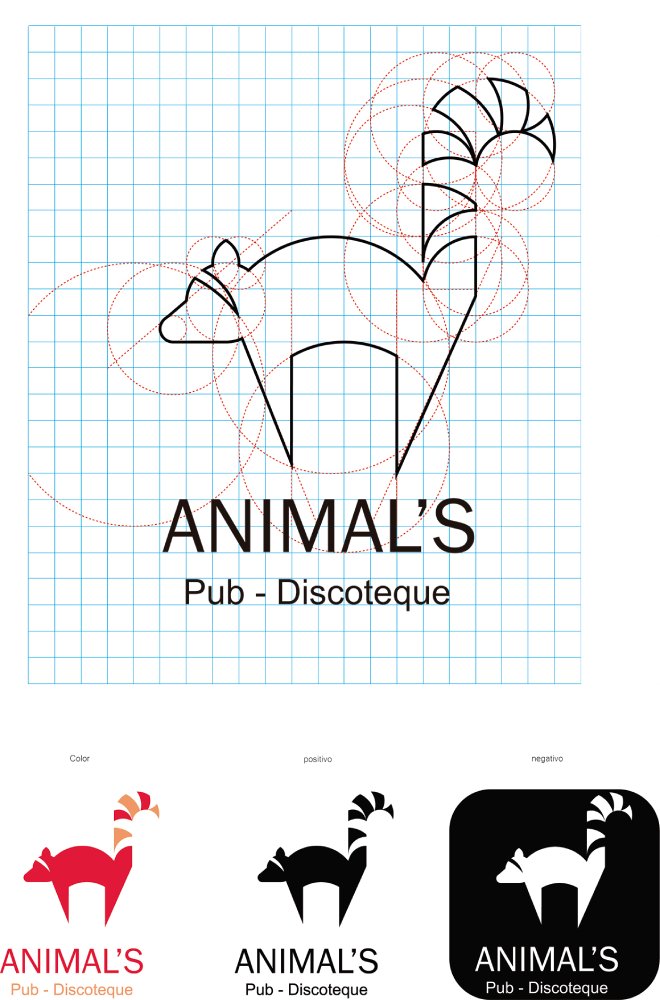 ANIMAL'S
Pub - Discoteque
Color
positivo
negativo
ANIMAL'S
Pub - Discoteque
ANIMAL'S
Pub - Discoteque
ANIMAL'S
Pub - Discoteque